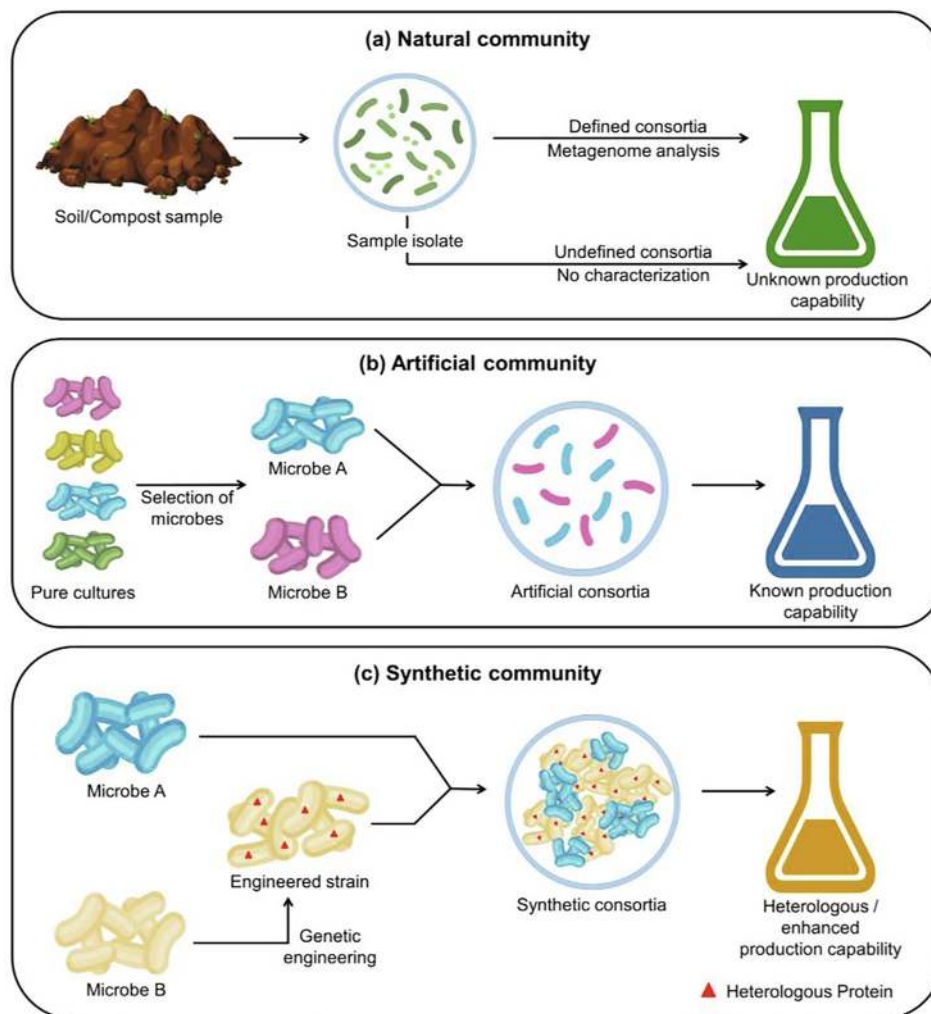 (a) Natural community
Soil/Compost sample
Sample isolate
Defined consortia
Metagenome analysis
Undefined consortia
No characterization
Unknown production
capability
(b) Artificial community
Pure cultures
Selection of
microbes
Microbe A
Microbe B
Artificial consortia
Known production
capability
(c) Synthetic community
Microbe A
Microbe B
Genetic
engineering
Engineered strain
Synthetic consortia
Heterologous /
enhanced
production capability
Heterologous Protein